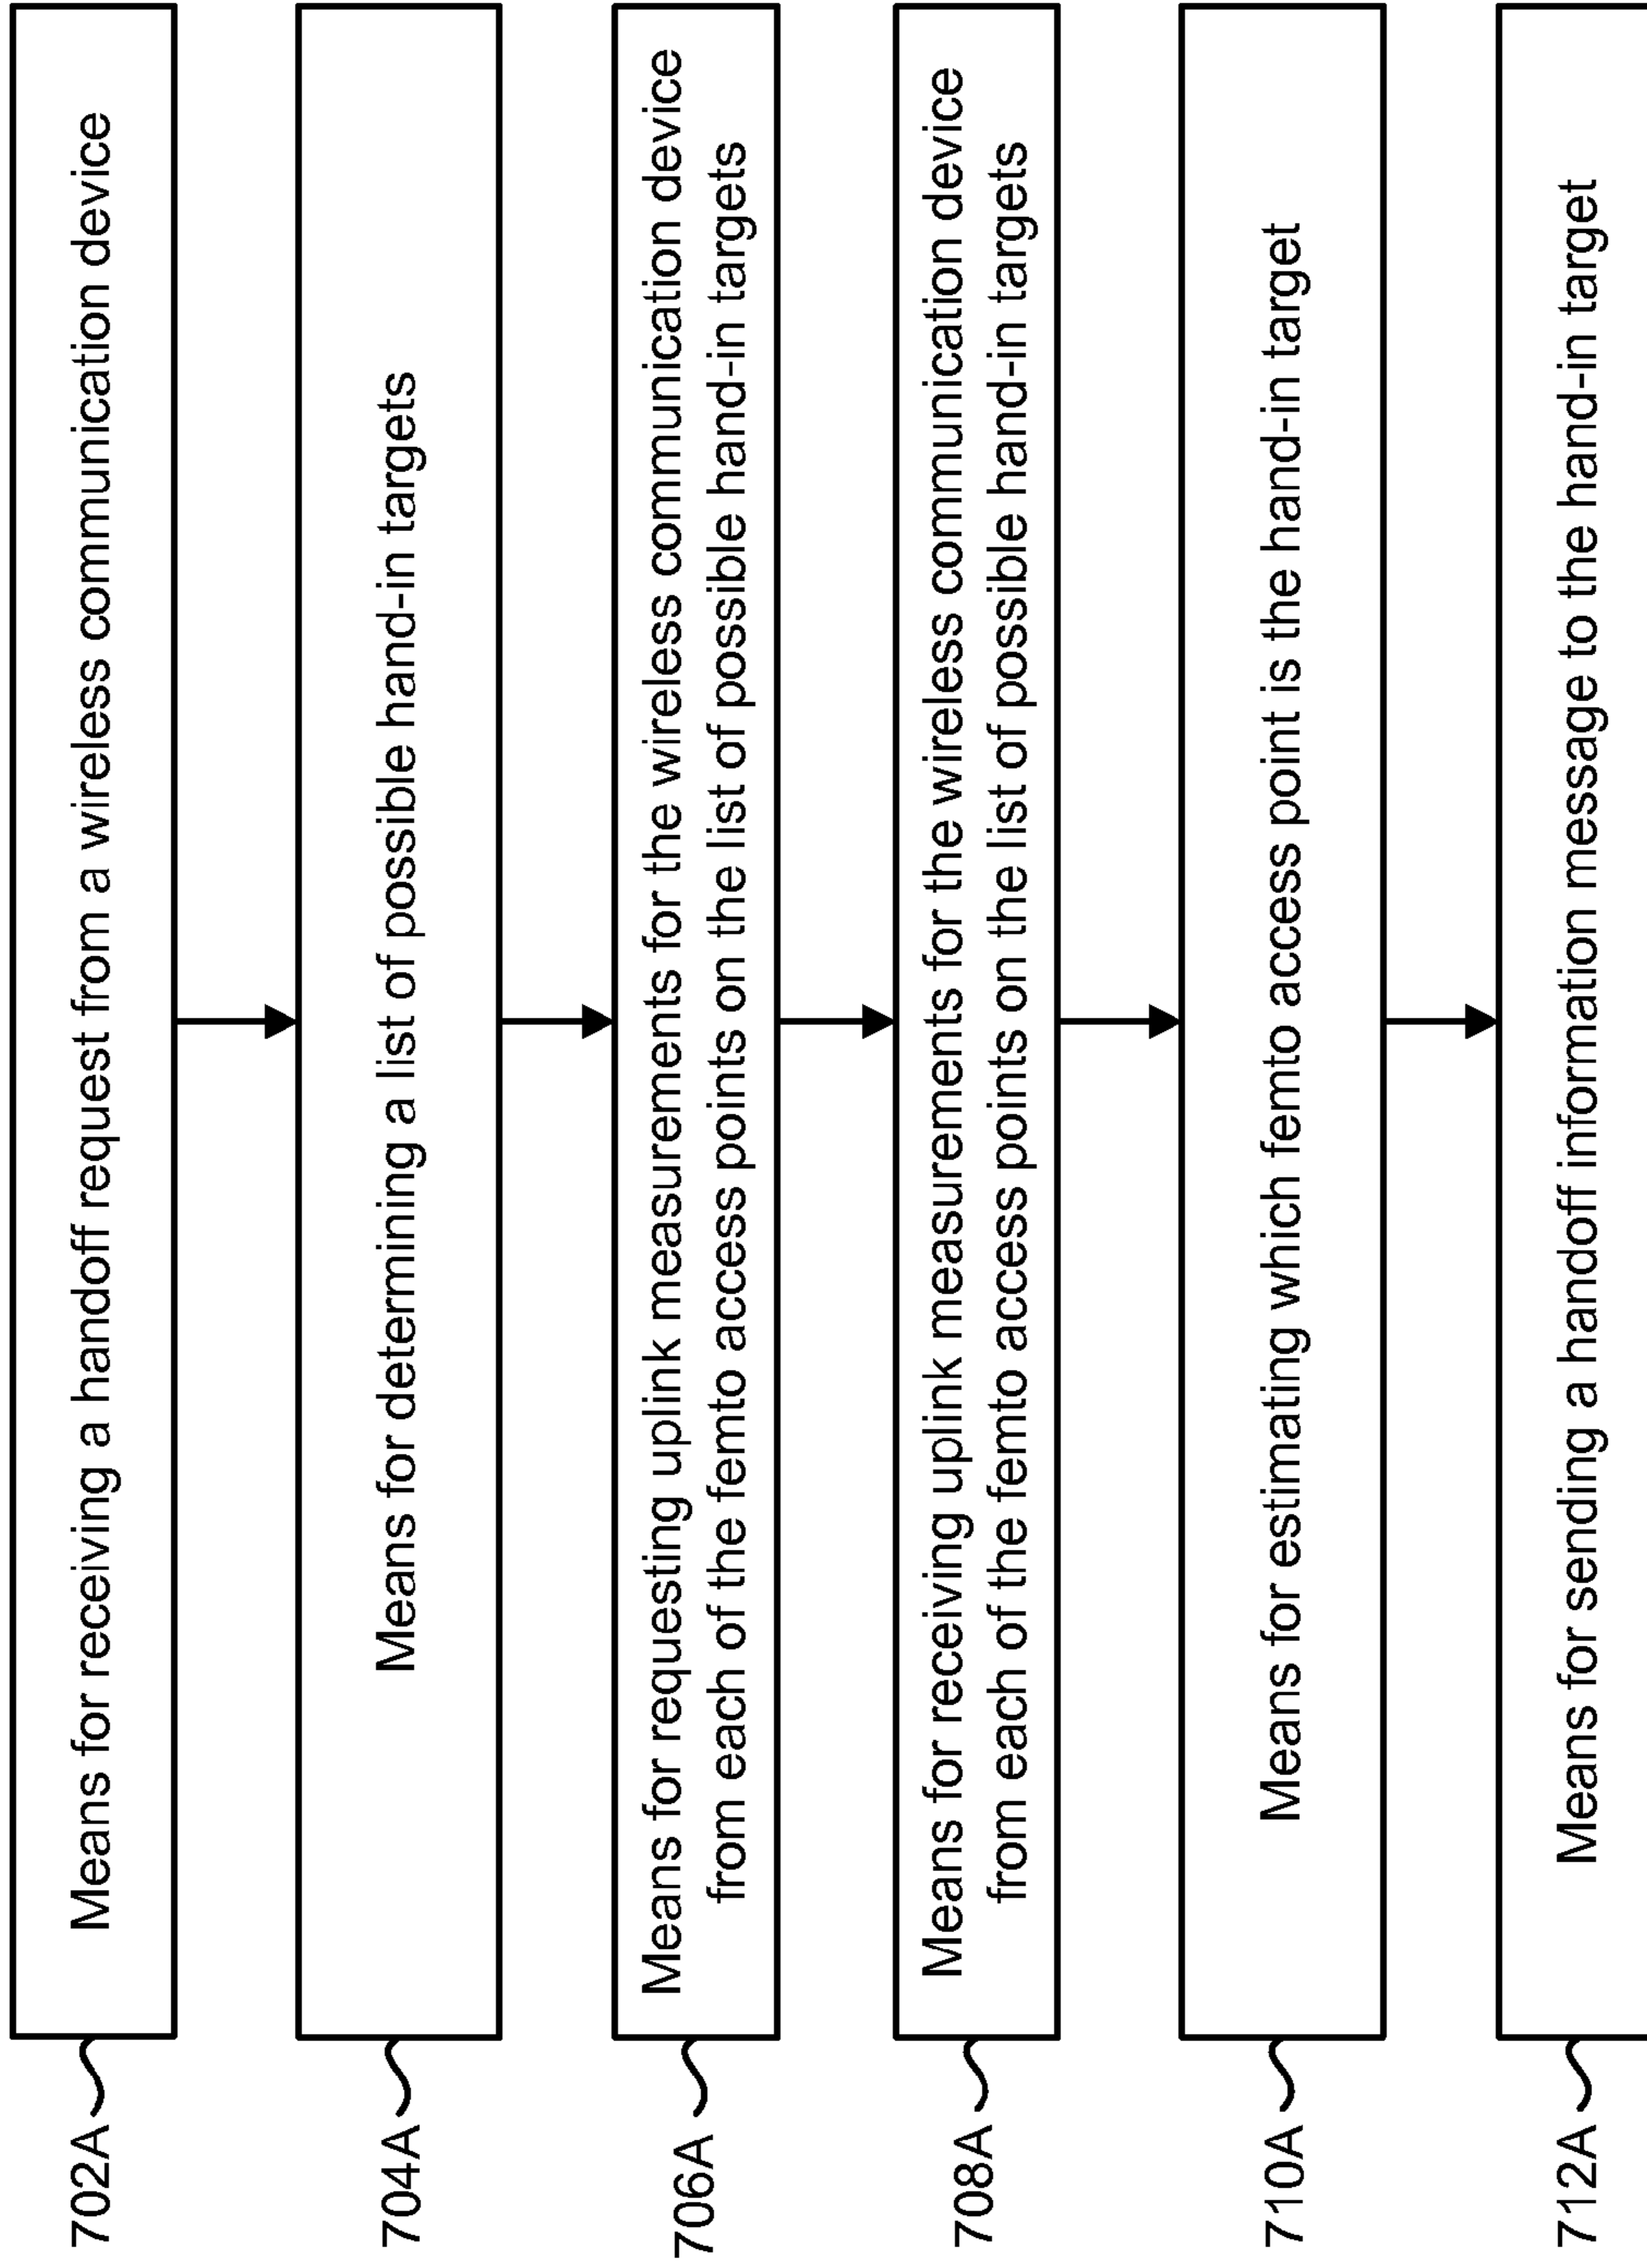 702A
Means for receiving a handoff request from a wireless communication device
704A
Means for determining a list of possible hand-in targets
706A
Means for requesting uplink measurements for the wireless communication device
from each of the femto access points on the list of possible hand-in targets
708A
Means for receiving uplink measurements for the wireless communication device
from each of the femto access points on the list of possible hand-in targets
710A
Means for estimating which femto access point is the hand-in target
712A
Means for sending a handoff information message to the hand-in target